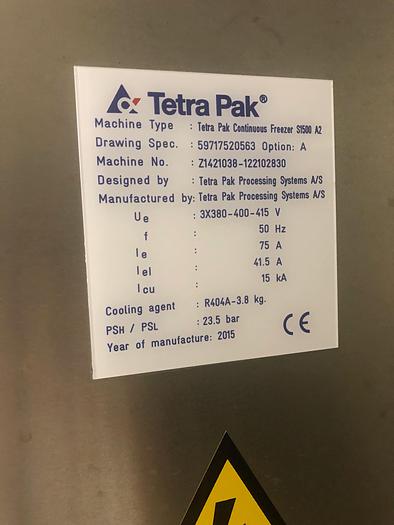 Tetra Pak®
Machine Type : Tetra Pak Continuous Freezer S1500 A2
Drawing Spec. : 59717520563 Option: A
Machine No. : Z1421038-122102830
Designed by : Tetra Pak Processing Systems A/S
Manufactured by: Tetra Pak Processing Systems A/S
Ue : 3X380-400-415 V
f : 50 Hz
Ie : 75 A
Iel : 41.5 A
Icu : 15 kA
Cooling agent : R404A-3.8 kg.
PSH / PSL : 23.5 bar
Year of manufacture: 2015
CE